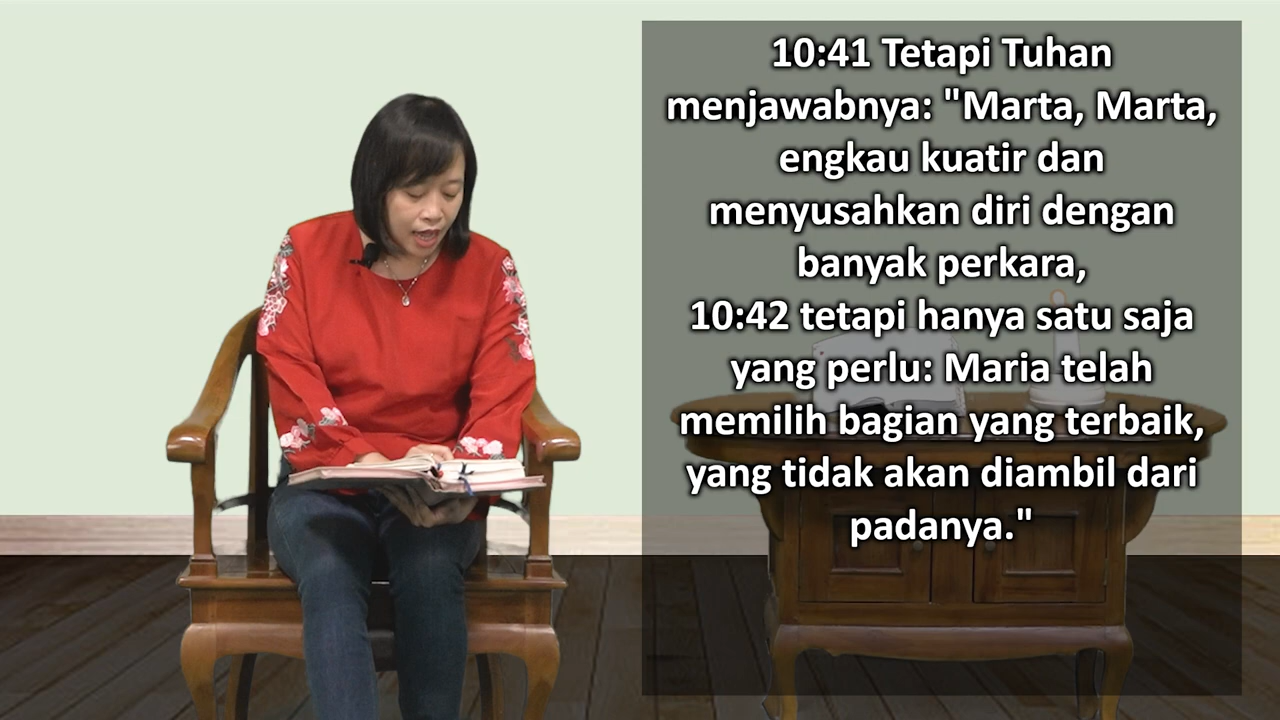 10:41 Tetapi Tuhan
menjawabnya: "Marta, Marta,
engkau kuatir dan
menyusahkan diri dengan
banyak perkara,
10:42 tetapi hanya satu saja
yang perlu: Maria telah
memilih bagian yang terbaik,
yang tidak akan diambil dari
padanya."